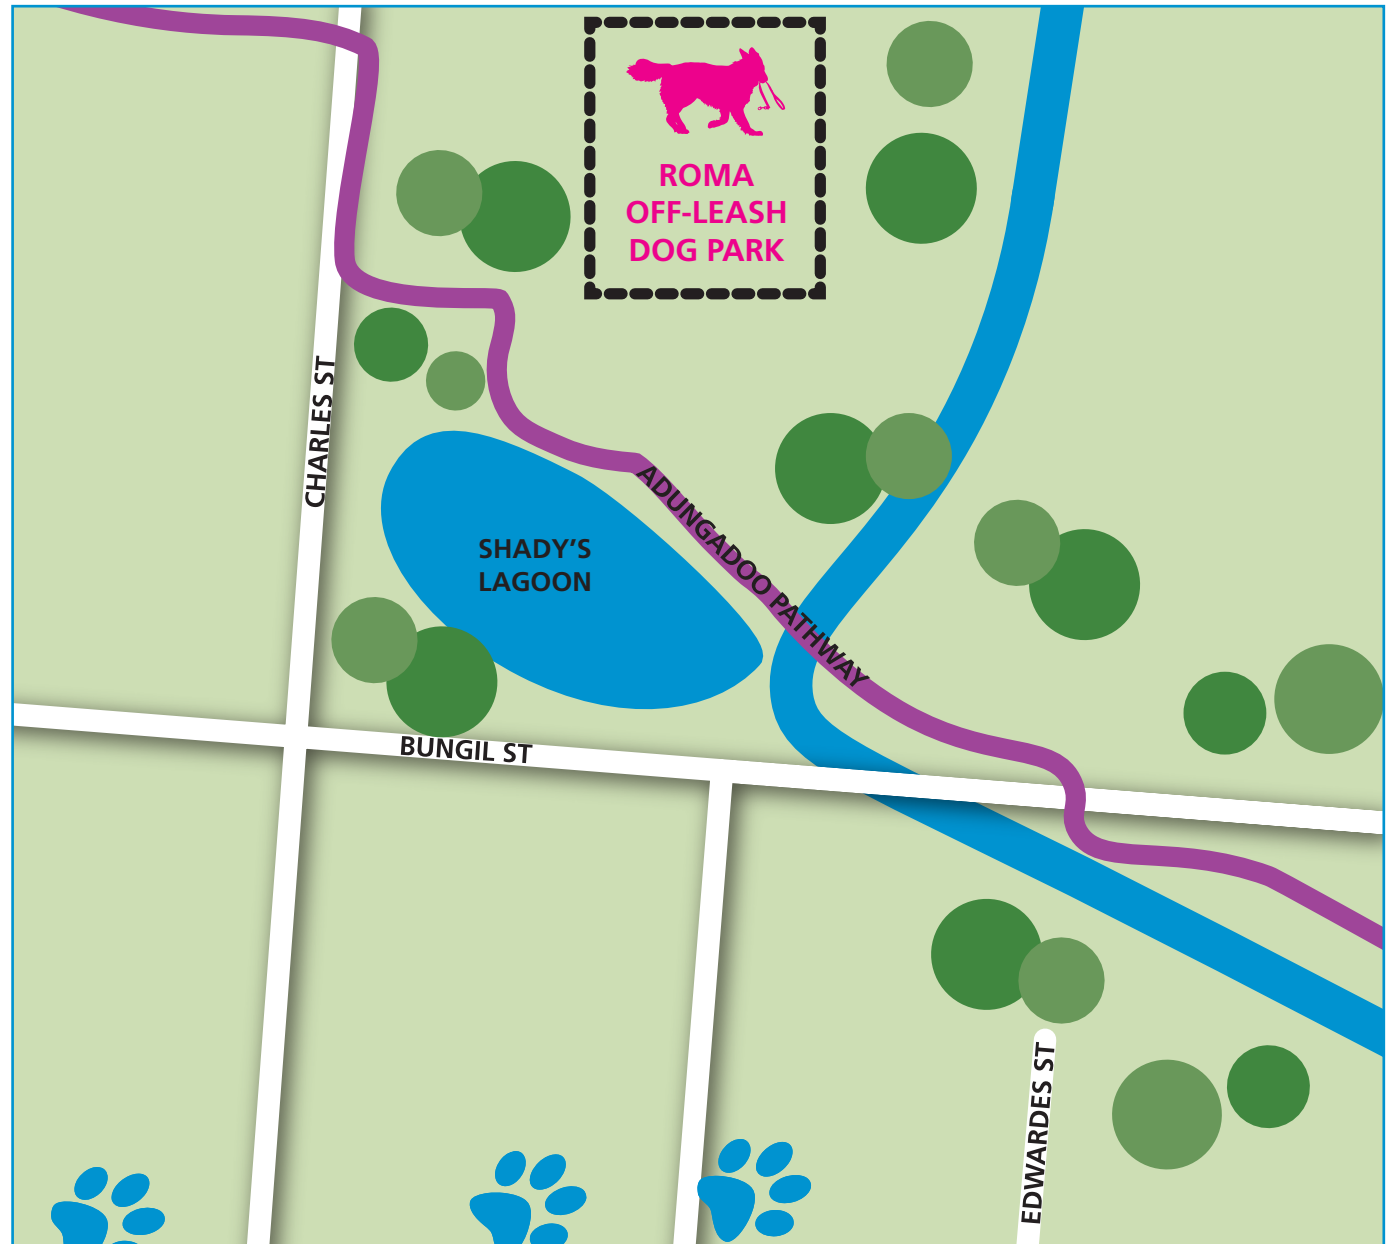 ROMA
OFF-LEASH
DOG PARK
CHARLES ST
ADUNGADOO PATHWAY
SHADY’S
LAGOON
BUNGIL ST
EDWARDES ST